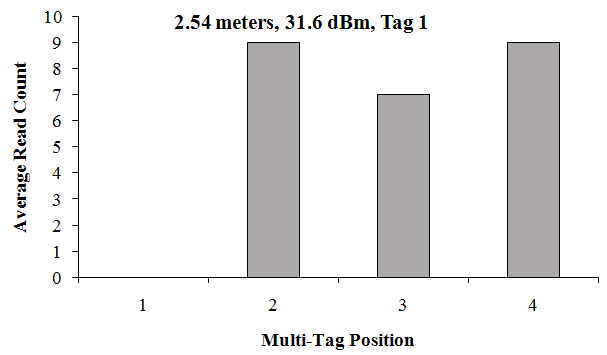 2.54 meters, 31.6 dBm, Tag 1
Average Read Count
10
9
8
7
6
5
4
3
2
1
0
1 2 3 4
Multi-Tag Position